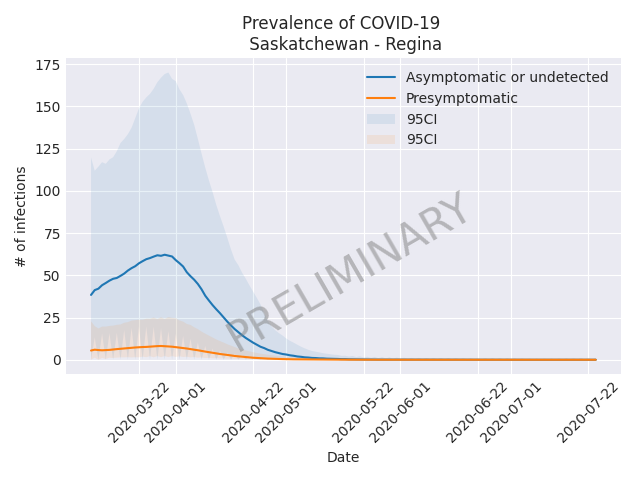 Prevalence of COVID-19
Saskatchewan - Regina
175
150
125
100
75
50
25
0
# of infections
Asymptomatic or undetected
Presymptomatic
95CI
95CI
PRELIMINARY
2020-03-22
2020-04-01
2020-04-22
2020-05-01
2020-05-22
2020-06-01
2020-06-22
2020-07-01
2020-07-22
Date